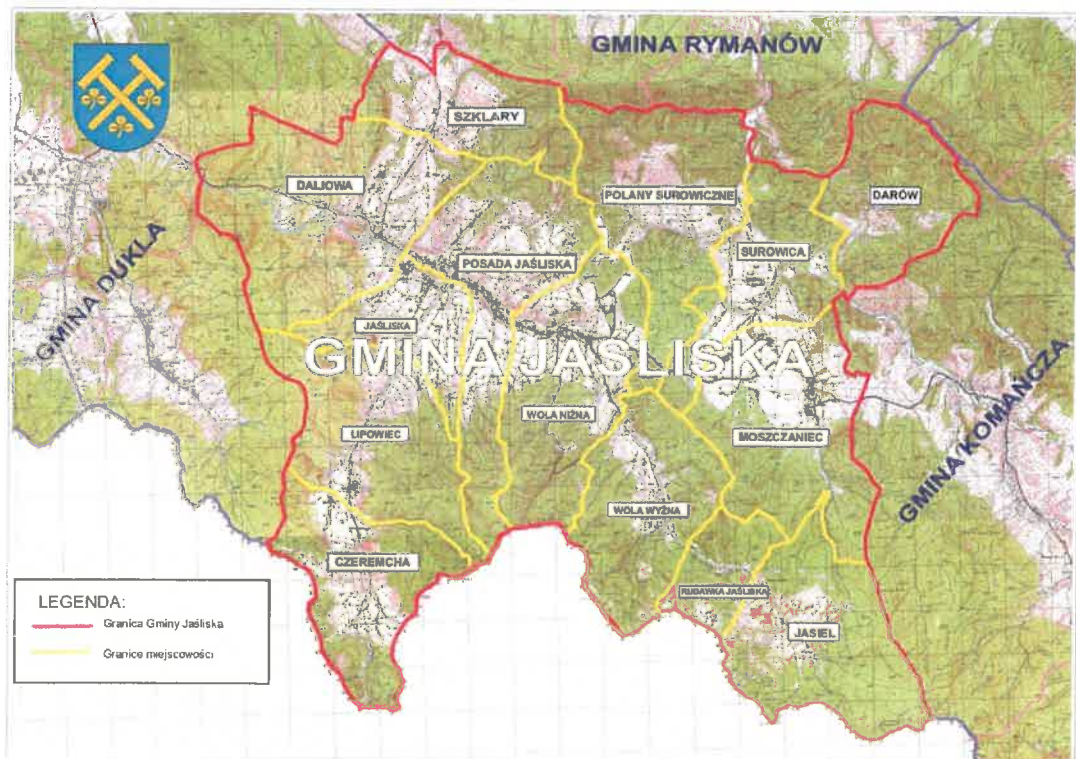 GMINA RYMANÓW
SZKLARY
DALIOWA
POLANY SUROWICZNE
DARÓW
SUROWICA
POSADA JAŚLISKA
GMINA DUKLA
JAŚLISKA
GMINA JAŚLISKA
WOLA NIŻNA
LIPOWIEC
MOSZCZANIEC
GMINA KOMAŃCZA
WOLA WYŻNA
CZEREMCHA
RUDAWKA JAŚLISKA
JASIEL
LEGENDA:
Granica Gminy Jaśliska
Granice miejscowości